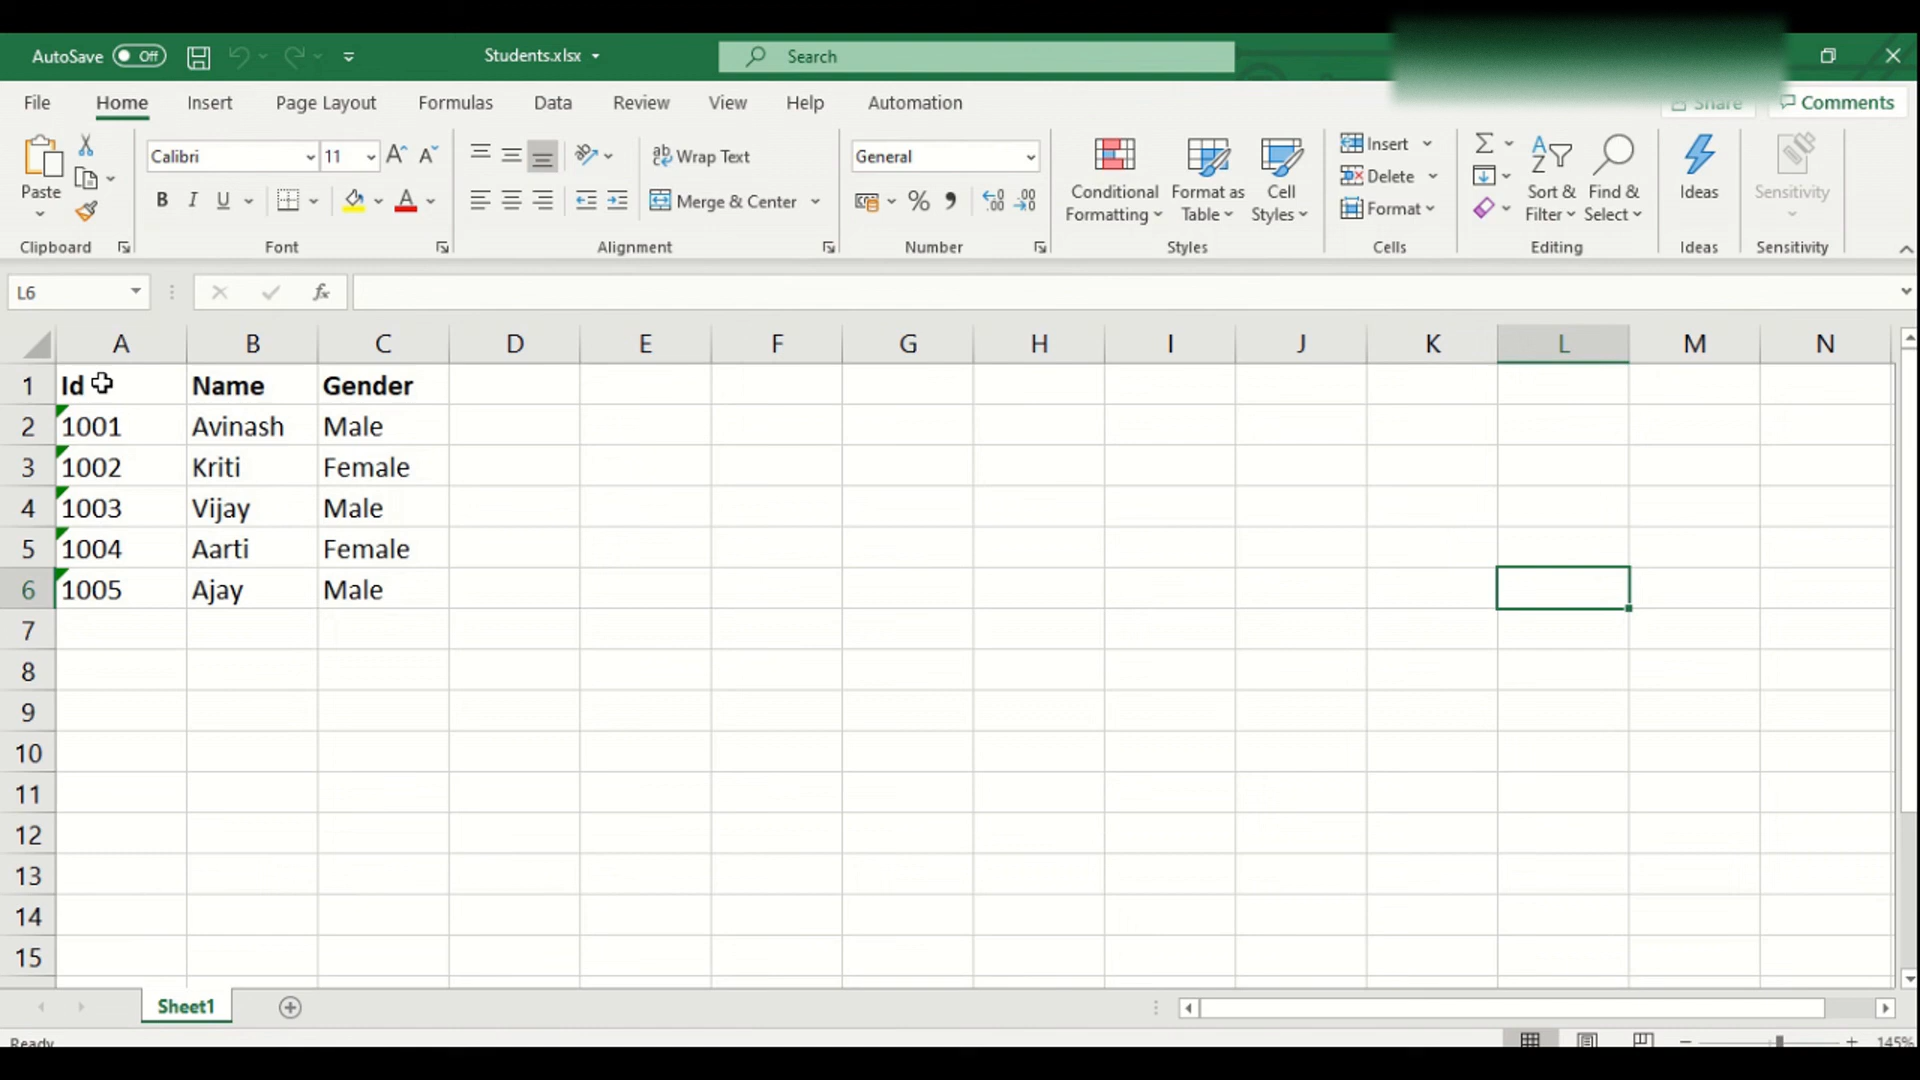 AutoSave Off Students.xlsx Search
File Home Insert Page Layout Formulas Data Review View Help Automation Share Comments
Paste
Calibri 11
Wrap Text
General
B I U
Merge & Center
%
Conditional Formatting
Format as Table
Cell Styles
Insert
Delete
Format
Sort & Filter
Find & Select
Ideas
Sensitivity
Clipboard Font Alignment Number Styles Cells Editing Ideas Sensitivity
L6 fx
A B C D E F G H I J K L M N
1 Id Name Gender
2 1001 Avinash Male
3 1002 Kriti Female
4 1003 Vijay Male
5 1004 Aarti Female
6 1005 Ajay Male
7
8
9
10
11
12
13
14
15
Sheet1
Ready 145%